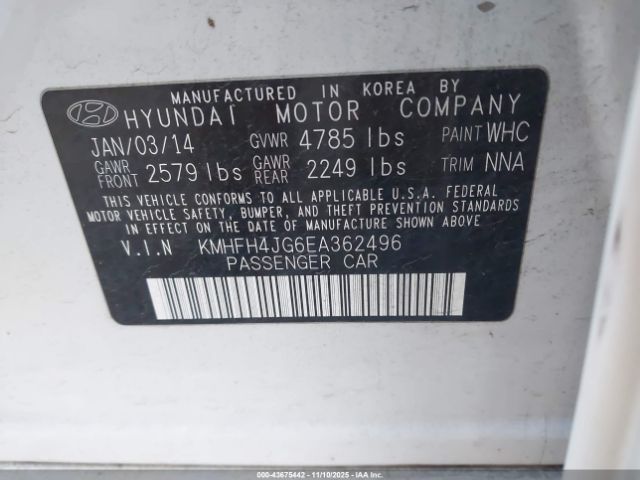 MANUFACTURED IN KOREA BY
HYUNDAI MOTOR COMPANY
JAN/03/14 GVWR 4785 lbs PAINT WHC
GAWR FRONT 2579 lbs GAWR REAR 2249 lbs TRIM NNA
THIS VEHICLE CONFORMS TO ALL APPLICABLE U.S.A. FEDERAL
MOTOR VEHICLE SAFETY, BUMPER, AND THEFT PREVENTION STANDARDS
IN EFFECT ON THE DATE OF MANUFACTURE SHOWN ABOVE.
V.I.N KMHFH4JG6EA362496
PASSENGER CAR
OWNER: 43675442 - 11/10/2025 - IAA Inc.